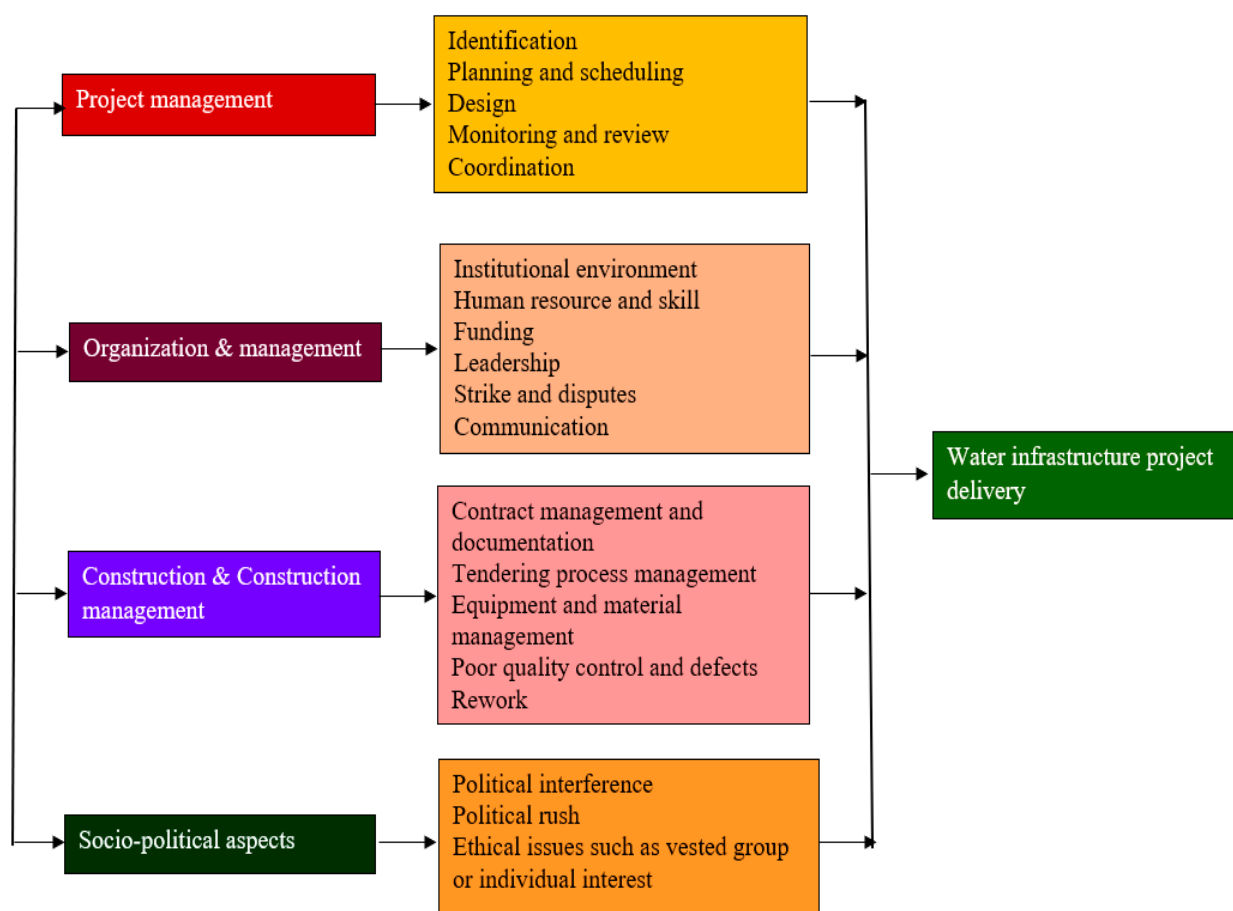 Project management
Identification
Planning and scheduling
Design
Monitoring and review
Coordination
Organization & management
Institutional environment
Human resource and skill
Funding
Leadership
Strike and disputes
Communication
Construction & Construction
management
Contract management and
documentation
Tendering process management
Equipment and material
management
Poor quality control and defects
Rework
Socio-political aspects
Political interference
Political rush
Ethical issues such as vested group
or individual interest
Water infrastructure project
delivery